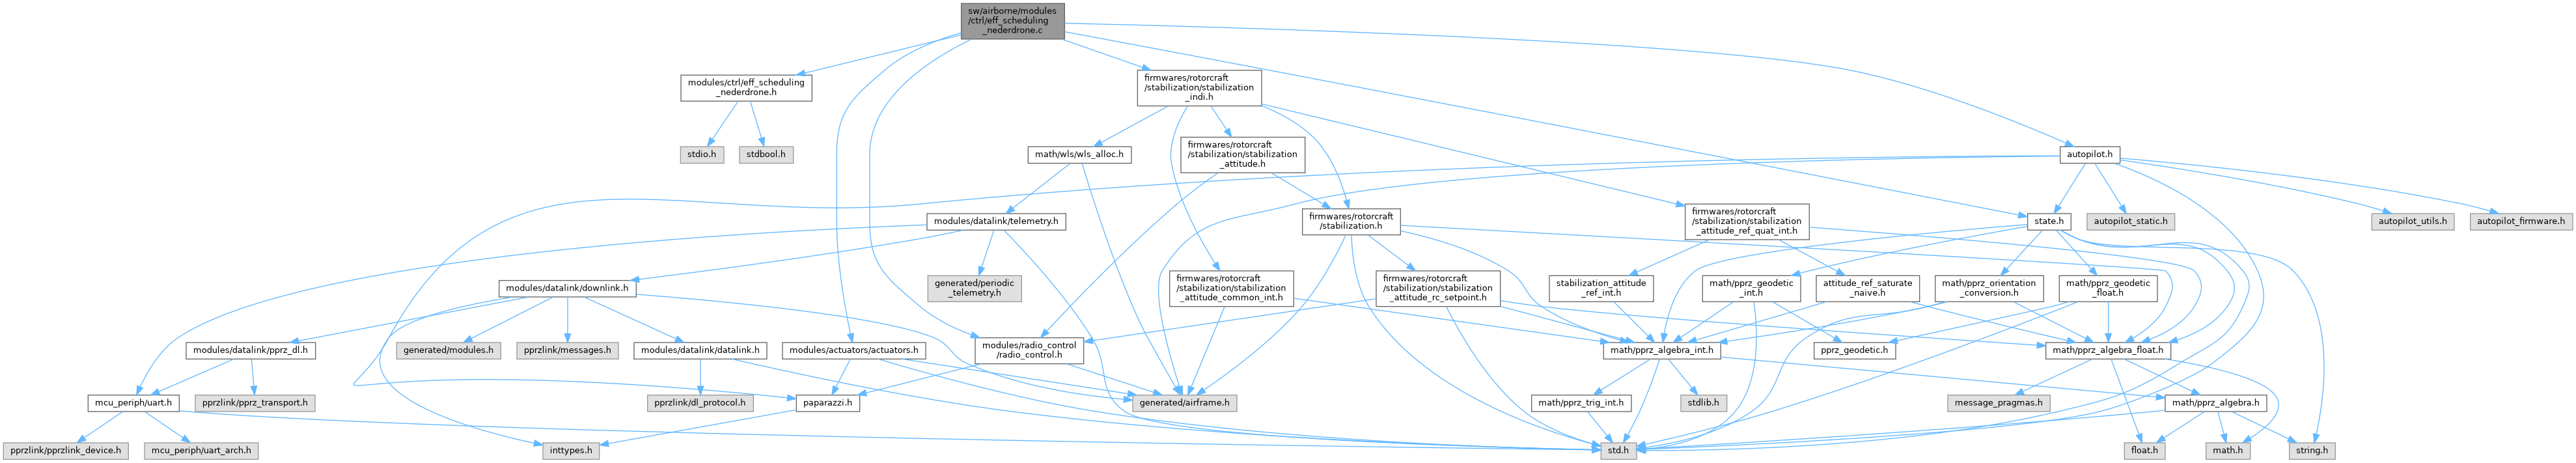 sw/airborne/modules
/ctrl/eff_scheduling
_nederdrone.c
modules/ctrl/eff_scheduling
_nederdrone.h
firmwares/rotorcraft
/stabilization/stabilization
_indi.h
stdio.h
stdbool.h
math/wls/wls_alloc.h
firmwares/rotorcraft
/stabilization/stabilization
_attitude.h
autopilot.h
modules/datalink/telemetry.h
firmwares/rotorcraft
/stabilization.h
firmwares/rotorcraft
/stabilization/stabilization
_attitude_ref_quat_int.h
state.h
autopilot_static.h
autopilot_utils.h
autopilot_firmware.h
modules/datalink/downlink.h
generated/periodic
_telemetry.h
firmwares/rotorcraft
/stabilization/stabilization
_attitude_common_int.h
firmwares/rotorcraft
/stabilization/stabilization
_attitude_rc_setpoint.h
stabilization_attitude
_ref_int.h
math/pprz_geodetic
_int.h
attitude_ref_saturate
_naive.h
math/pprz_orientation
_conversion.h
math/pprz_geodetic
_float.h
modules/datalink/pprz_dl.h
generated/modules.h
pprzlink/messages.h
modules/datalink/datalink.h
modules/actuators/actuators.h
modules/radio_control
/radio_control.h
math/pprz_algebra_int.h
pprz_geodetic.h
math/pprz_algebra_float.h
mcu_periph/uart.h
pprzlink/pprz_transport.h
pprzlink/dl_protocol.h
paparazzi.h
generated/airframe.h
math/pprz_trig_int.h
stdlib.h
message_pragmas.h
math/pprz_algebra.h
pprzlink/pprzlink_device.h
mcu_periph/uart_arch.h
inttypes.h
std.h
float.h
math.h
string.h